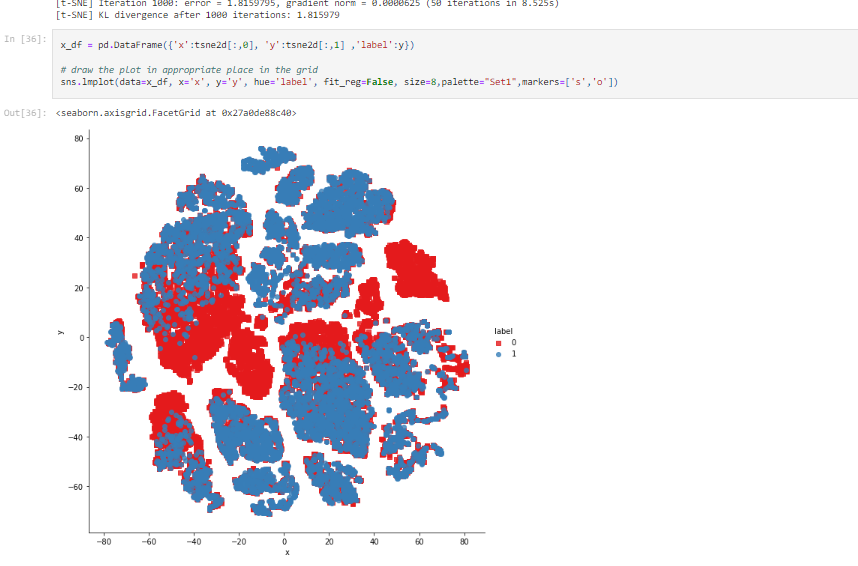 [t-SNE] Iteration 1000: error = 1.8159795, gradient norm = 0.0000625 (50 iterations in 8.525s)
[t-SNE] KL divergence after 1000 iterations: 1.815979
In [36]:
x_df = pd.DataFrame({'x':tsne2d[:,0], 'y':tsne2d[:,1] ,'label':y})
# draw the plot in appropriate place in the grid
sns.lmplot(data=x_df, x='x', y='y', hue='label', fit_reg=False, size=8,palette="Set1",markers=['s','o'])
Out[36]: <seaborn.axisgrid.FacetGrid at 0x27a0de88c40>
80
60
40
20
0
−20
−40
−60
y
label
0
1
−80 −60 −40 −20 0 20 40 60 80
x